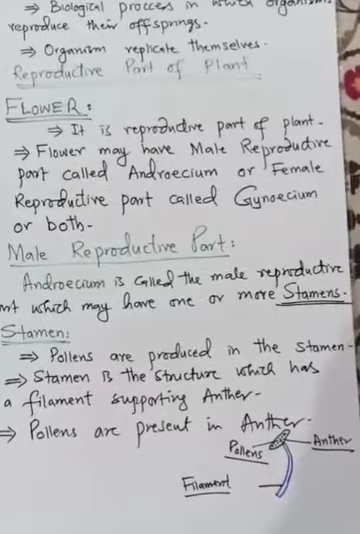 ⇒ Biological process in which organisms
reproduce their offsprings.
⇒ Organism replicate themselves.
Reproductive Part of Plant
FLOWER:
⇒ It is reproductive part of plant.
⇒ Flower may have Male Reproductive
part called Androecium or Female
Reproductive part called Gynoecium
or both.
Male Reproductive Part:
Androecium is called the male reproductive
which may have one or more Stamens.
Stamen:
⇒ Pollens are produced in the stamen.
⇒ Stamen is the structure which has
a filament supporting Anther.
⇒ Pollens are present in Anther.
Pollens
Anther
Filament